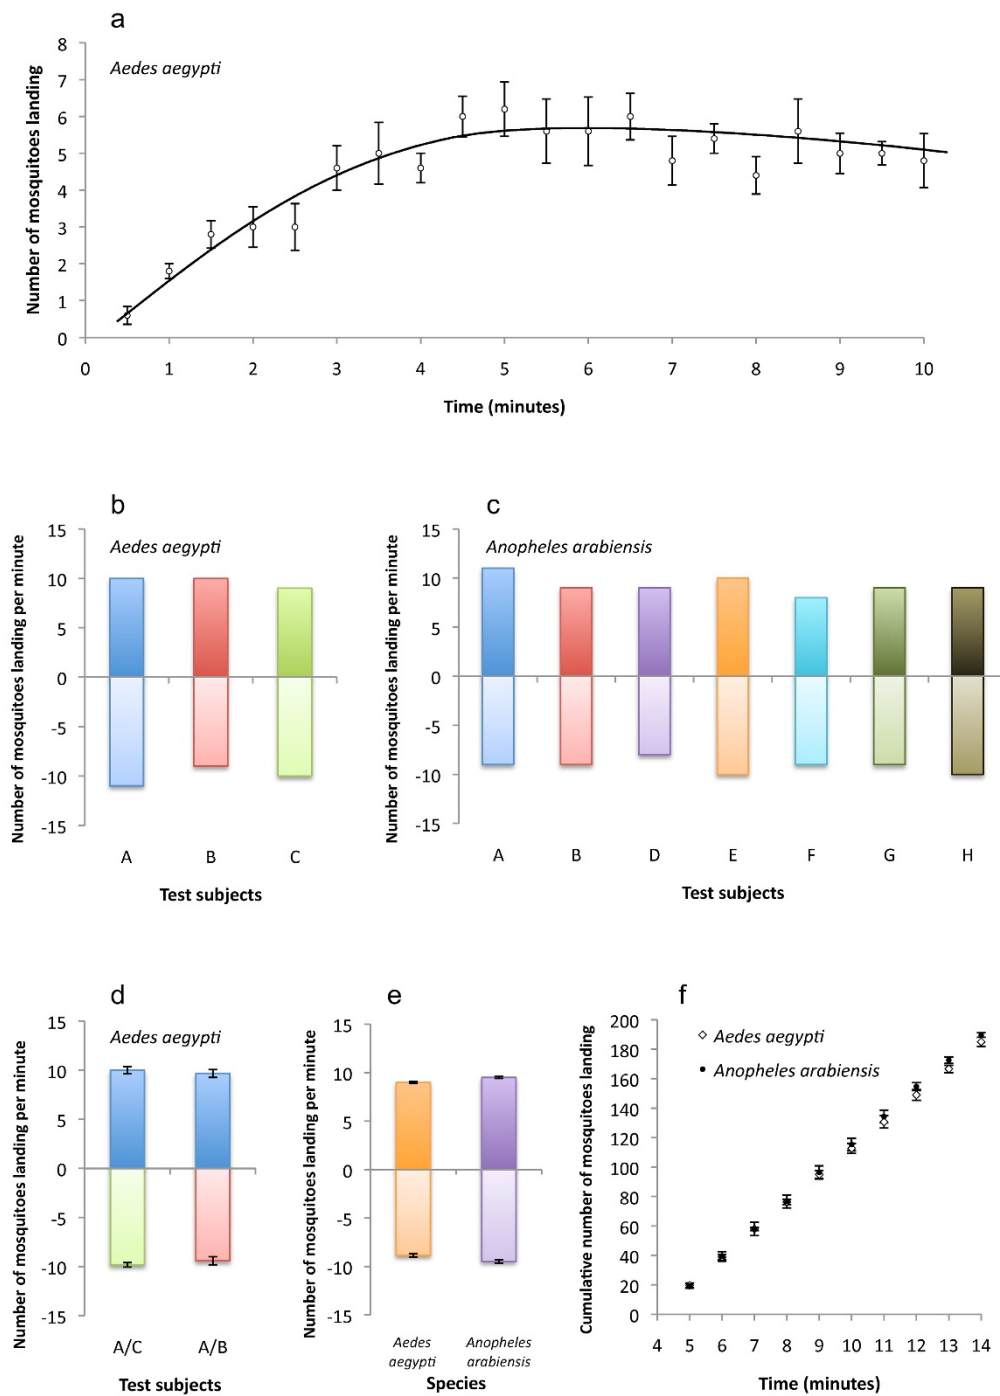 a
Aedes aegypti
Number of mosquitoes landing
8
7
6
5
4
3
2
1
0
0 1 2 3 4 5 6 7 8 9 10
Time (minutes)
b
Aedes aegypti
Number of mosquitoes landing per minute
15
10
5
0
-5
-10
-15
A B C
Test subjects
c
Anopheles arabiensis
Number of mosquitoes landing per minute
15
10
5
0
-5
-10
-15
A B D E F G H
Test subjects
d
Aedes aegypti
Number of mosquitoes landing per minute
15
10
5
0
-5
-10
-15
A/C A/B
Test subjects
e
Number of mosquitoes landing per minute
15
10
5
0
-5
-10
-15
Aedes
aegypti
Anopheles
arabiensis
Species
f
Aedes aegypti
Anopheles arabiensis
Cumulative number of mosquitoes landing
200
180
160
140
120
100
80
60
40
20
0
4 5 6 7 8 9 10 11 12 13 14
Time (minutes)